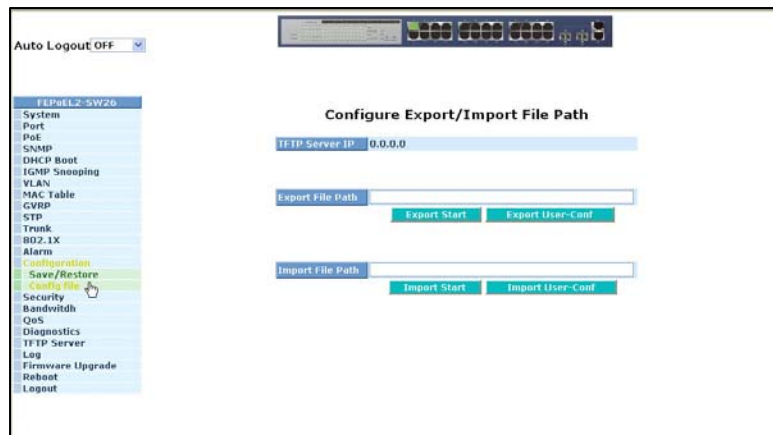 Auto Logout OFF
FEPoEL2-SW26
System
Port
PoE
SNMP
DHCP Boot
IGMP Snooping
VLAN
MAC Table
GVRP
STP
Trunk
802.1X
Alarm
Configuration
Save/Restore
Config file
Security
Bandwitdh
QoS
Diagnostics
TFTP Server
Log
Firmware Upgrade
Reboot
Logout
Configure Export/Import File Path
TFTP Server IP 0.0.0.0
Export File Path
Export Start Export User-Conf
Import File Path
Import Start Import User-Conf